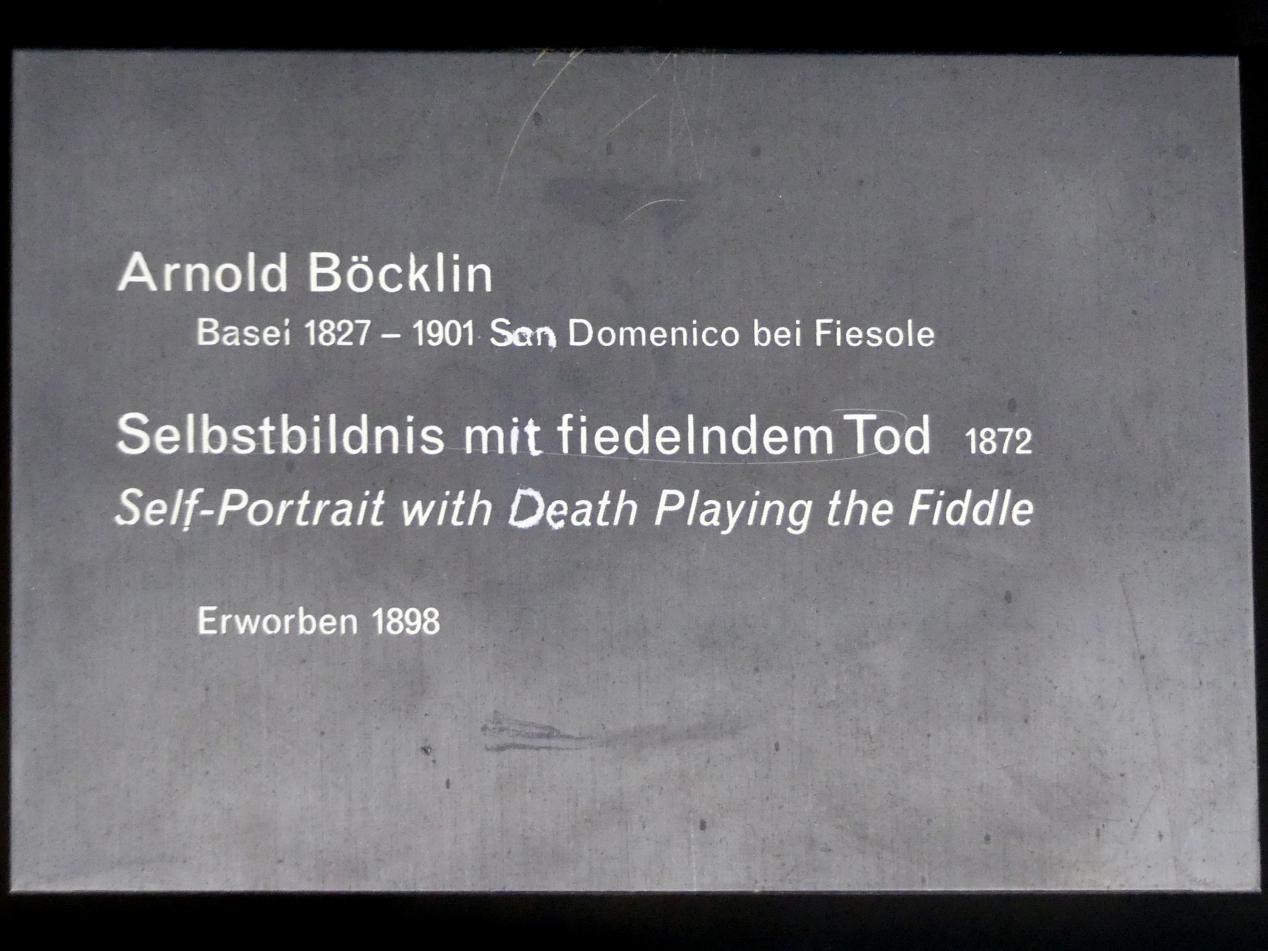 Arnold Böcklin
Basel 1827 – 1901 San Domenico bei Fiesole
Selbstbildnis mit fiedelndem Tod 1872
Self-Portrait with Death Playing the Fiddle
Erworben 1898